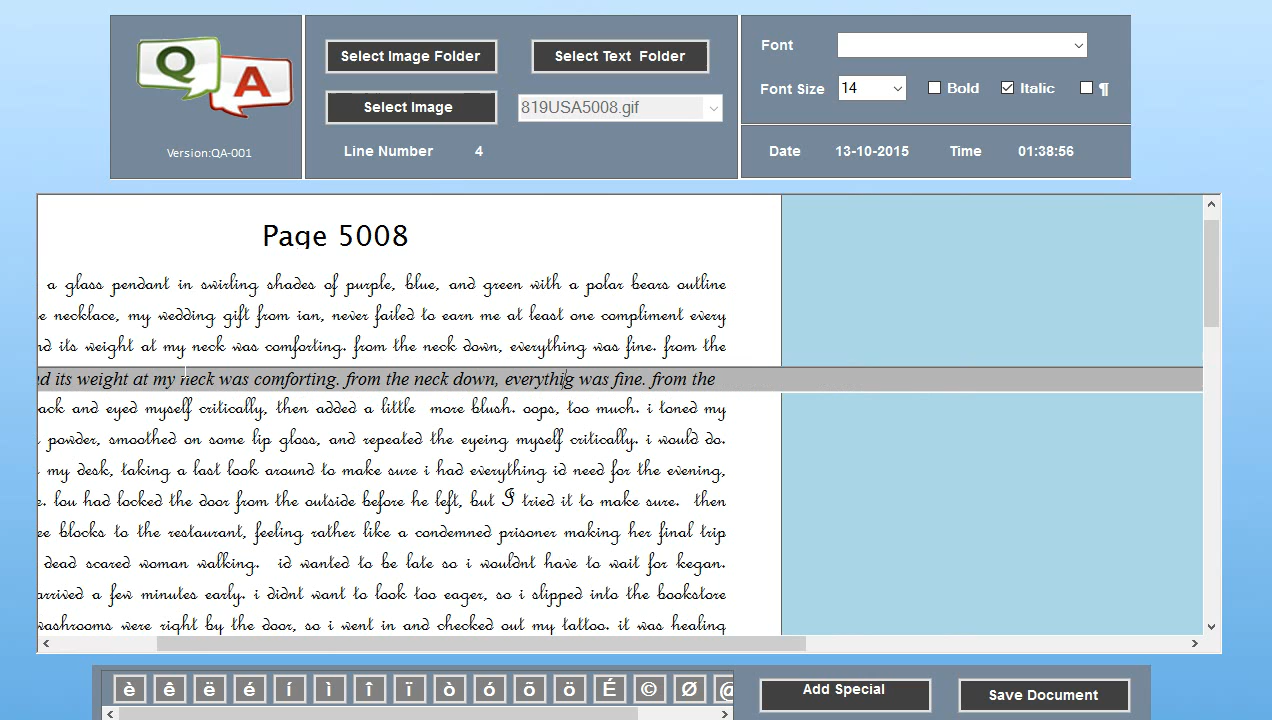 Q A
Version:QA-001
Select Image Folder
Select Text Folder
Select Image
819USA5008.gif
Line Number 4
Font
Font Size 14 Bold Italic ¶
Date 13-10-2015 Time 01:38:56
Page 5008
a glass pendant in swirling shades of purple, blue, and green with a polar bears outline
e necklace, my wedding gift from ian, never failed to earn me at least one compliment every
nd its weight at my neck was comforting. from the neck down, everything was fine. from the
nd its weight at my neck was comforting. from the neck down, everythig was fine. from the
ack and eyed myself critically, then added a little more blush. oops, too much. i toned my
powder, smoothed on some lip gloss, and repeated the eyeing myself critically. i would do.
my desk, taking a last look around to make sure i had everything id need for the evening,
e. lou had locked the door from the outside before he left, but I tried it to make sure. then
ee blocks to the restaurant, feeling rather like a condemned prisoner making her final trip
dead scared woman walking. id wanted to be late so i wouldnt have to wait for kegan.
arrived a few minutes early. i didnt want to look too eager, so i slipped into the bookstore
washrooms were right by the door, so i went in and checked out my tattoo. it was healing
è ê ë é í ì î ï ò ó õ ö É © Ø @
Add Special
Save Document